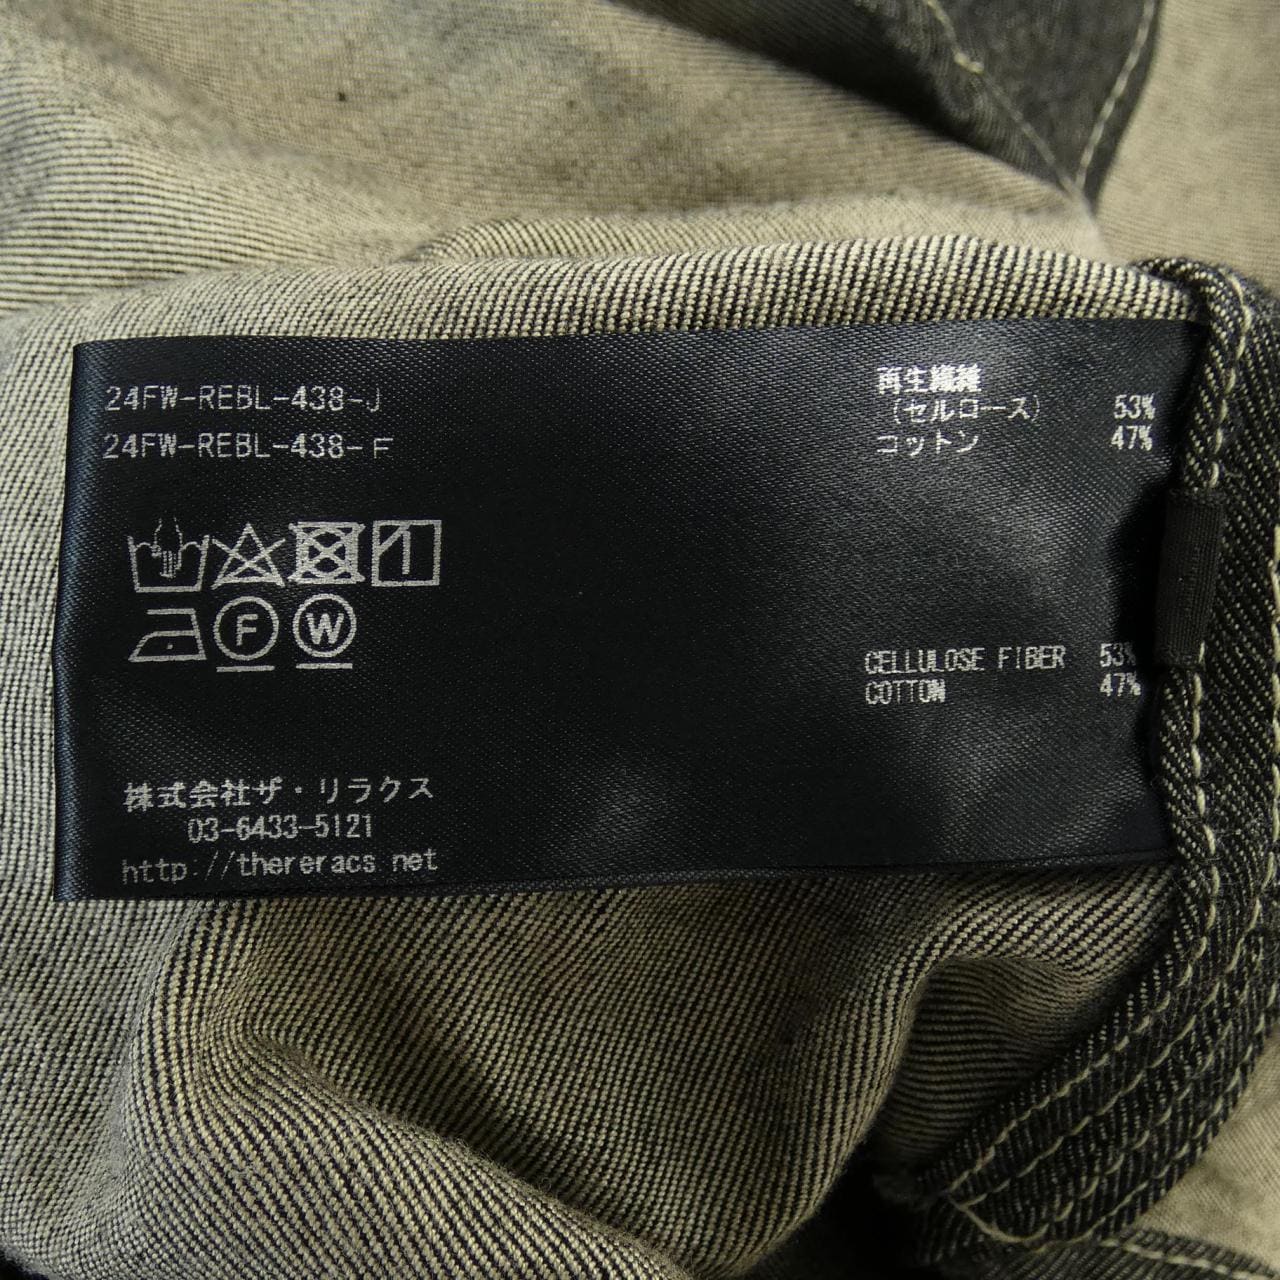 24FW-REBL-438-J
24FW-REBL-438-F
再生繊維
(セルロース) 53%
コットン 47%
F W
CELLULOSE FIBER 53%
COTTON 47%
株式会社ザ・リラクス
03-6433-5121
http://thereracs.net